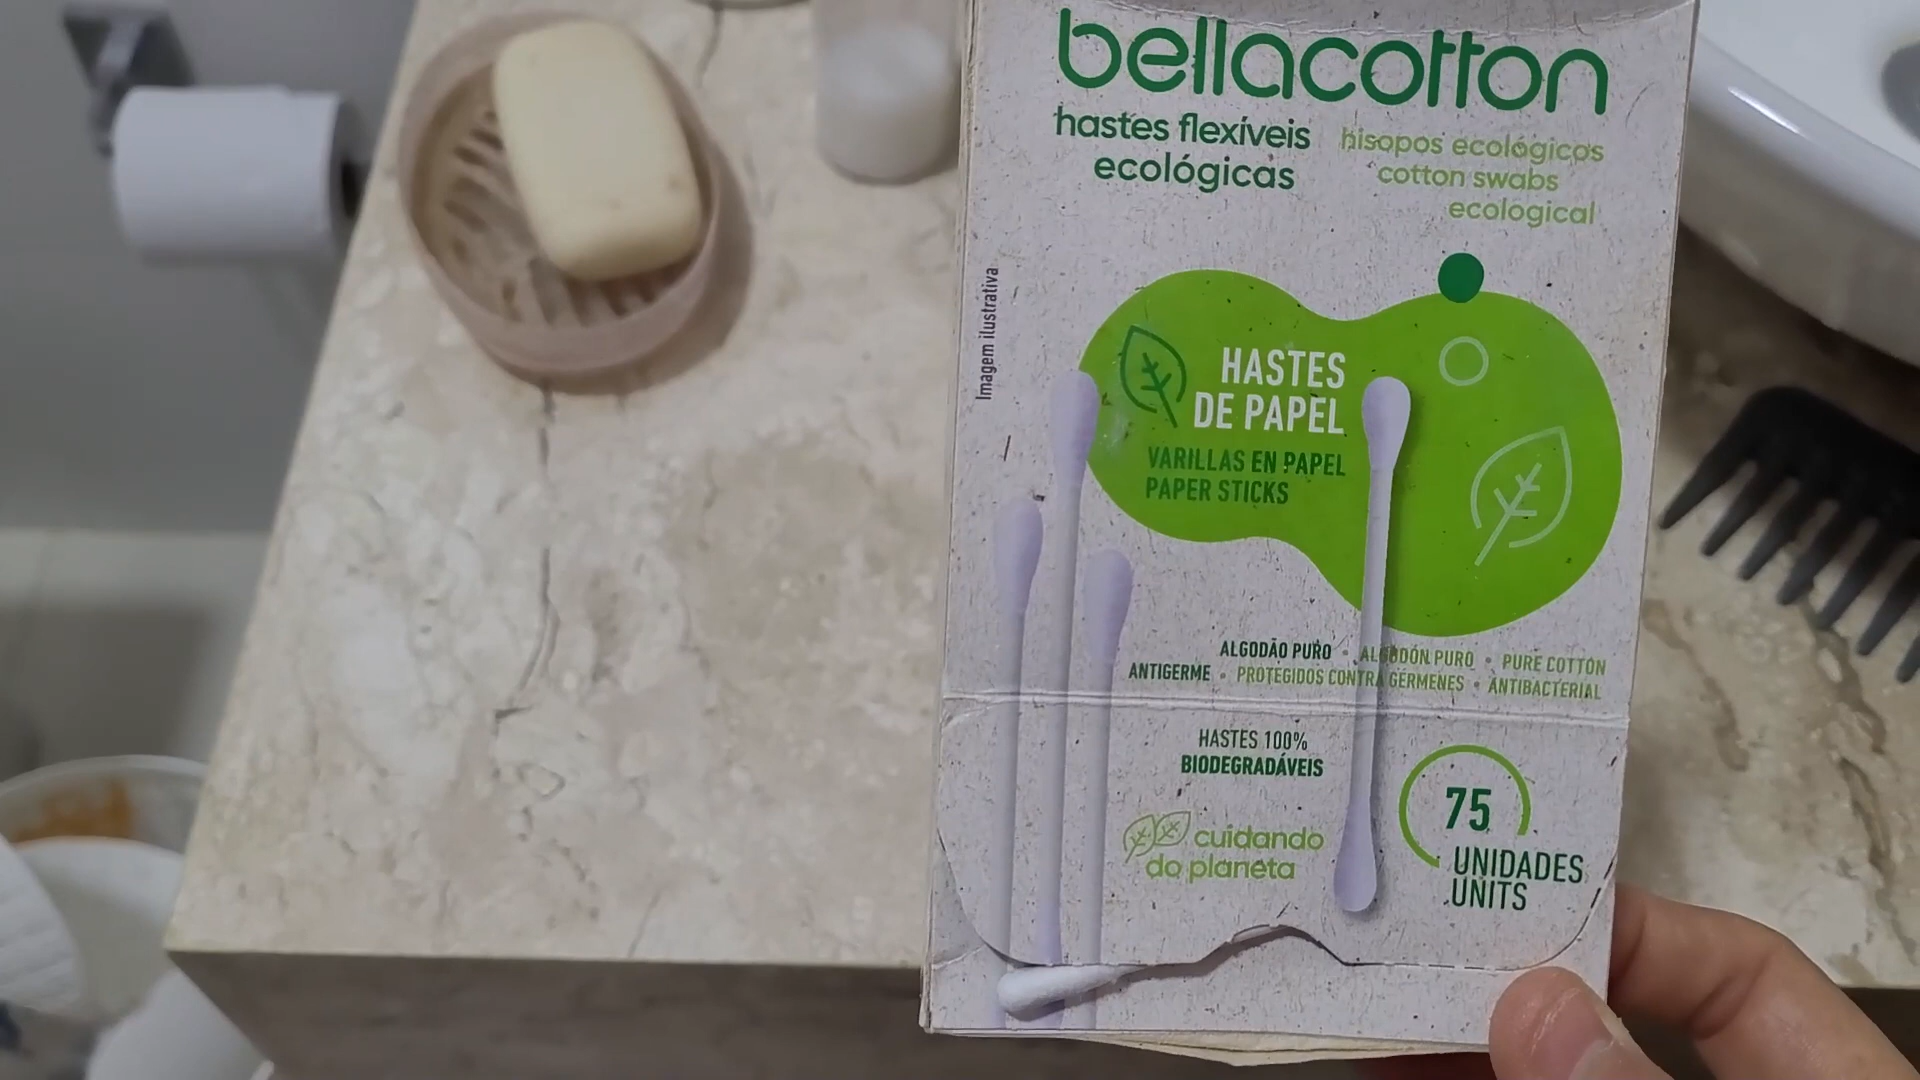 bellacotton
hastes flexíveis
ecológicas
hisopos ecológicos
cotton swabs
ecological
Imagem ilustrativa
HASTES
DE PAPEL
VARILLAS EN PAPEL
PAPER STICKS
ALGODÃO PURO • ALGODÓN PURO • PURE COTTON
ANTIGERME • PROTEGIDOS CONTRA GÉRMENES • ANTIBACTERIAL
HASTES 100%
BIODEGRADÁVEIS
cuidando
do planeta
75
UNIDADES
UNITS